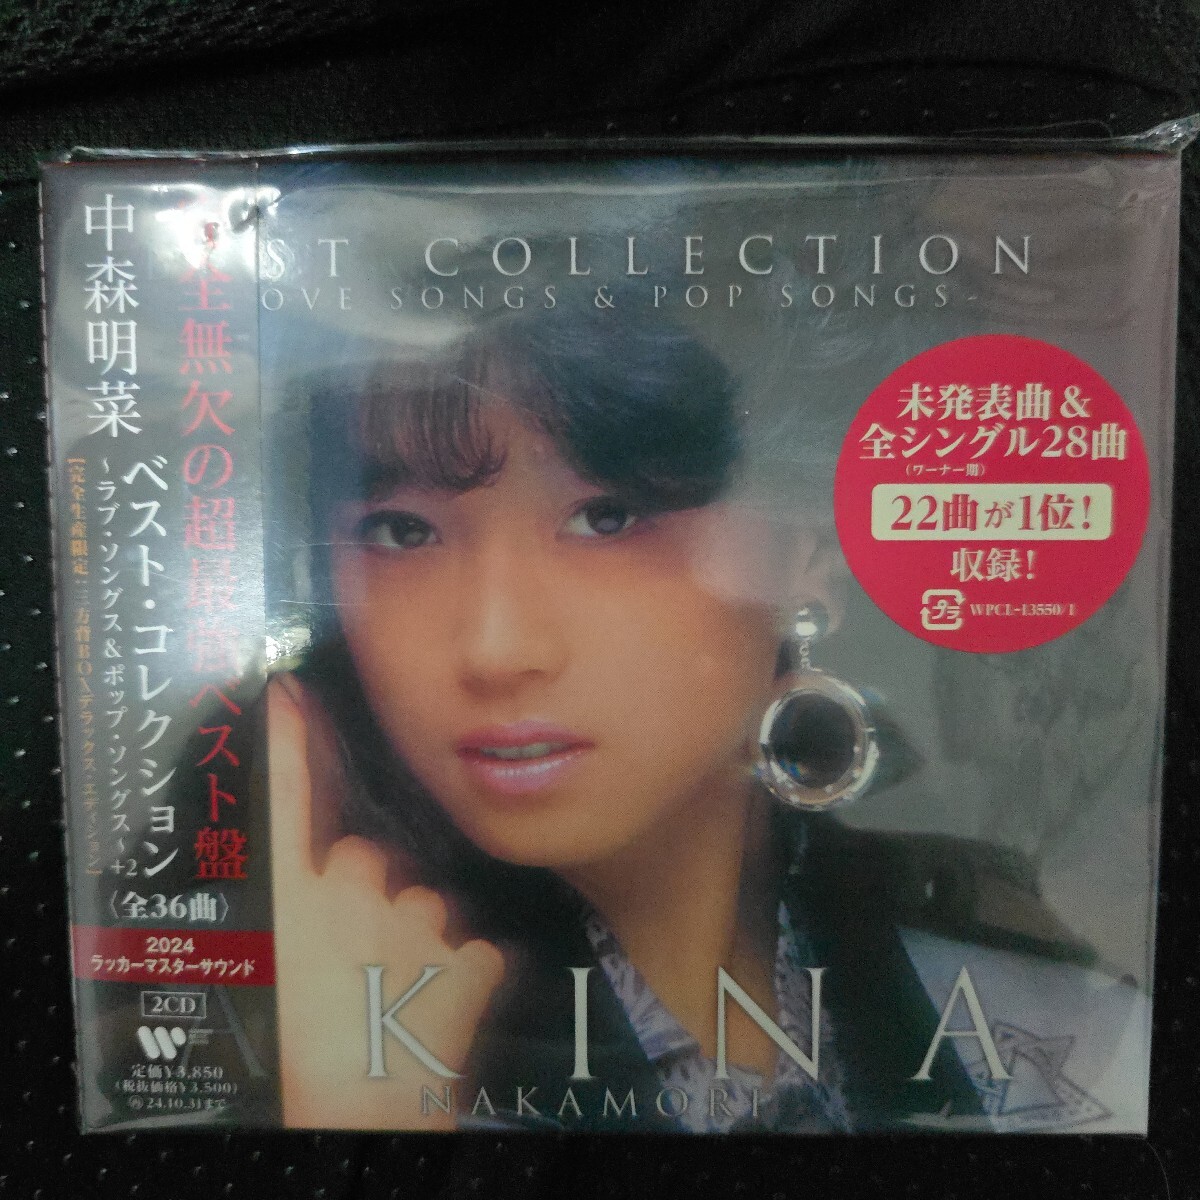 中森明菜
ベスト・コレクション
〜ラブ・ソングス＆ポップ・ソングス〜+2
【完全生産限定:三方背BOXデラックス・エディション】
全無欠の超最強ベスト盤
〈全36曲〉
2024
ラッカーマスターサウンド
2CD
定価¥3,850
(税抜価格¥3,500)
24.10.31まで
ST COLLECTION
OVE SONGS & POP SONGS-
未発表曲&
全シングル28曲
(ワーナー期)
22曲が1位!
収録!
プラ WPCL-13550/1
AKINA
NAKAMORI